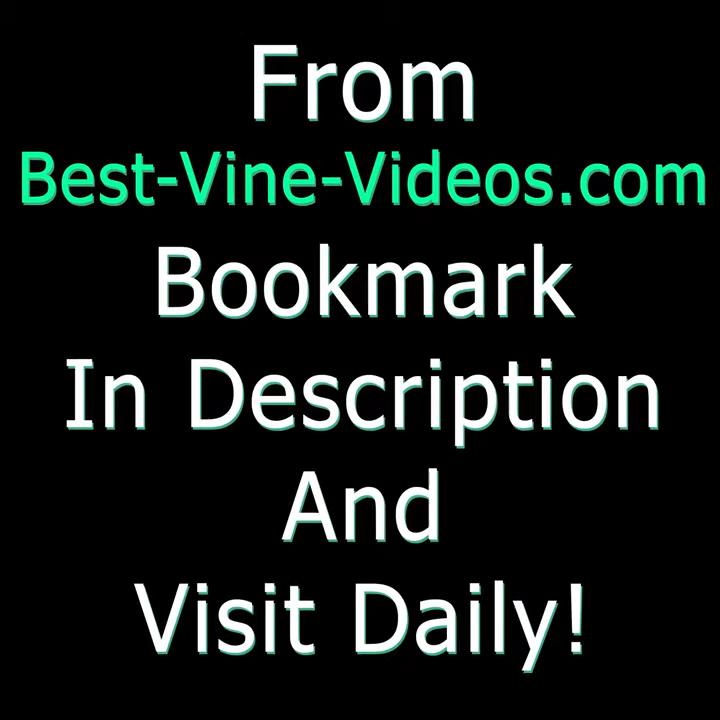 From
Best-Vine-Videos.com
Bookmark
In Description
And
Visit Daily!